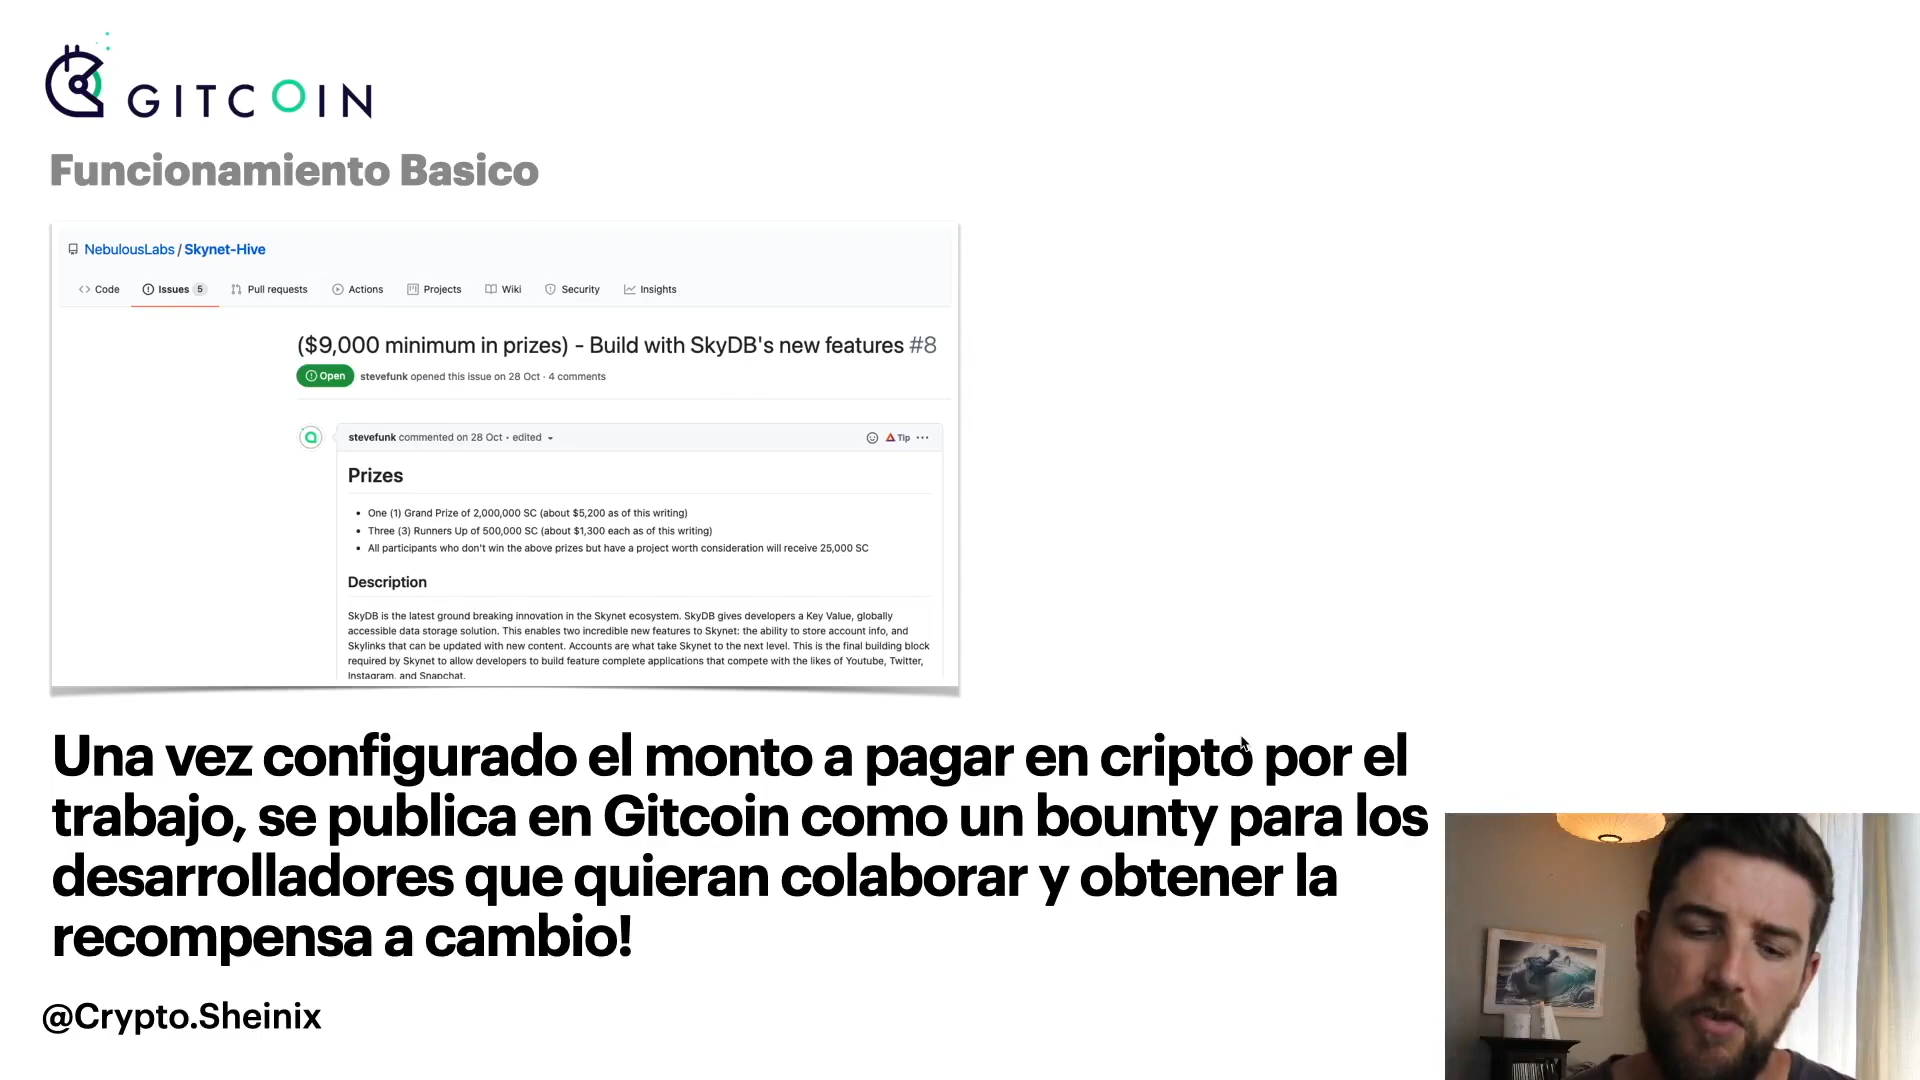 GITCOIN
Funcionamiento Basico
NebulousLabs / Skynet-Hive
Code Issues 5 Pull requests Actions Projects Wiki Security Insights
($9,000 minimum in prizes) - Build with SkyDB's new features #8
Open stevefunk opened this issue on 28 Oct · 4 comments
stevefunk commented on 28 Oct • edited Tip ...
Prizes
• One (1) Grand Prize of 2,000,000 SC (about $5,200 as of this writing)
• Three (3) Runners Up of 500,000 SC (about $1,300 each as of this writing)
• All participants who don't win the above prizes but have a project worth consideration will receive 25,000 SC
Description
SkyDB is the latest ground breaking innovation in the Skynet ecosystem. SkyDB gives developers a Key Value, globally
accessible data storage solution. This enables two incredible new features to Skynet: the ability to store account info, and
Skylinks that can be updated with new content. Accounts are what take Skynet to the next level. This is the final building block
required by Skynet to allow developers to build feature complete applications that compete with the likes of Youtube, Twitter,
Instagram, and Snapchat.
Una vez configurado el monto a pagar en cripto por el
trabajo, se publica en Gitcoin como un bounty para los
desarrolladores que quieran colaborar y obtener la
recompensa a cambio!
@Crypto.Sheinix